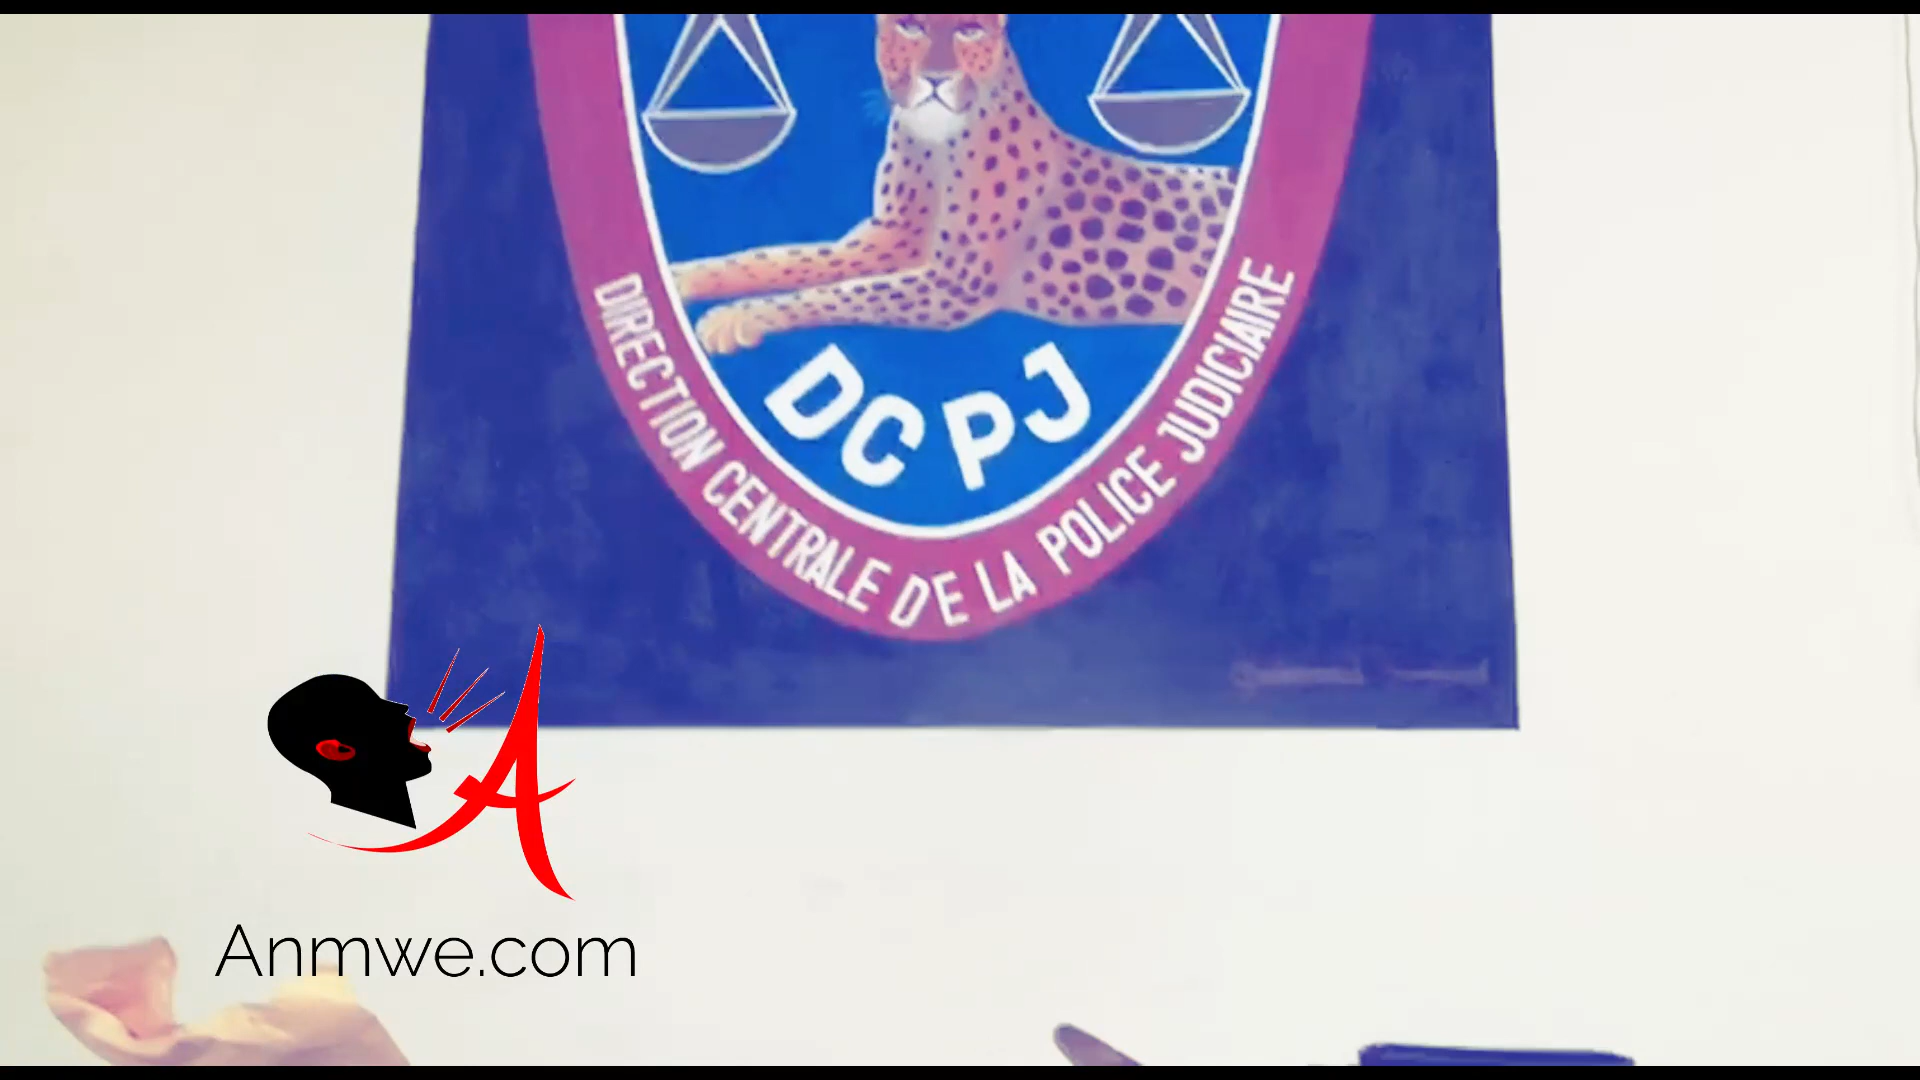 DCPJ
DIRECTION CENTRALE DE LA POLICE JUDICIAIRE
A
Anmwe.com